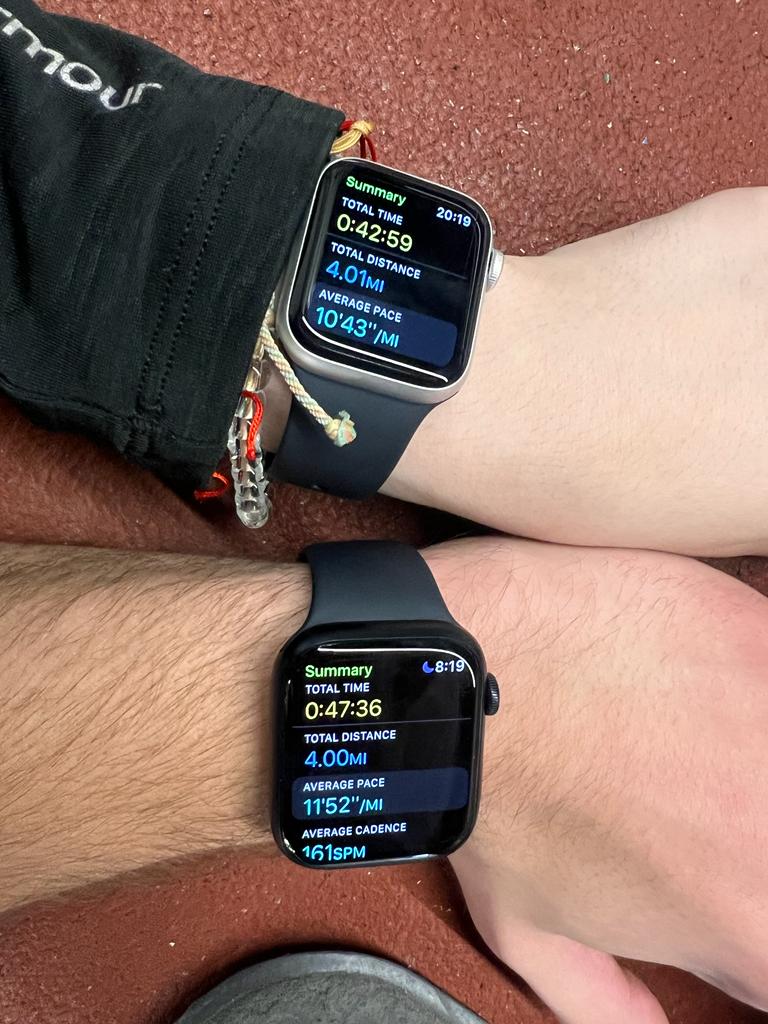 rmour
Summary
20:19
TOTAL TIME
0:42:59
TOTAL DISTANCE
4.01MI
AVERAGE PACE
10'43"/MI
Summary
8:19
TOTAL TIME
0:47:36
TOTAL DISTANCE
4.00MI
AVERAGE PACE
11'52"/MI
AVERAGE CADENCE
161SPM